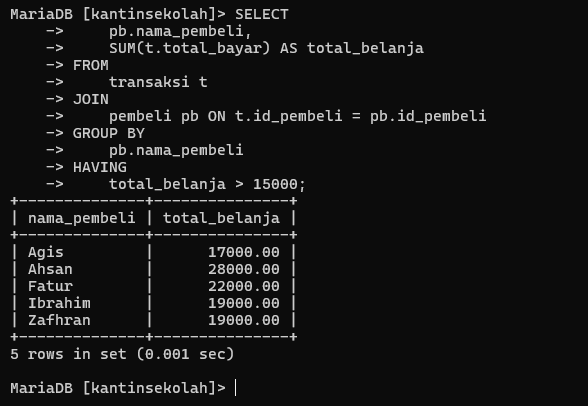 MariaDB [kantinsekolah]> SELECT
    ->     pb.nama_pembeli,
    ->     SUM(t.total_bayar) AS total_belanja
    -> FROM
    ->     transaksi t
    -> JOIN
    ->     pembeli pb ON t.id_pembeli = pb.id_pembeli
    -> GROUP BY
    ->     pb.nama_pembeli
    -> HAVING
    ->     total_belanja > 15000;
+--------------+---------------+
| nama_pembeli | total_belanja |
+--------------+---------------+
| Agis         |      17000.00 |
| Ahsan        |      28000.00 |
| Fatur        |      22000.00 |
| Ibrahim      |      19000.00 |
| Zafhran      |      19000.00 |
+--------------+---------------+
5 rows in set (0.001 sec)

MariaDB [kantinsekolah]>